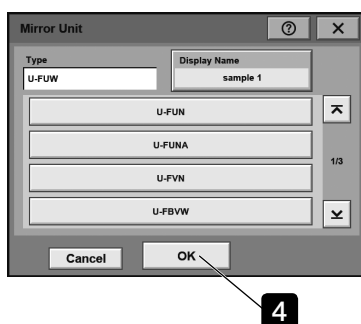 Mirror Unit ?
Type
Display Name
U-FUW
sample 1
U-FUN
U-FUNA
1/3
U-FVN
U-FBVW
Cancel
OK
4